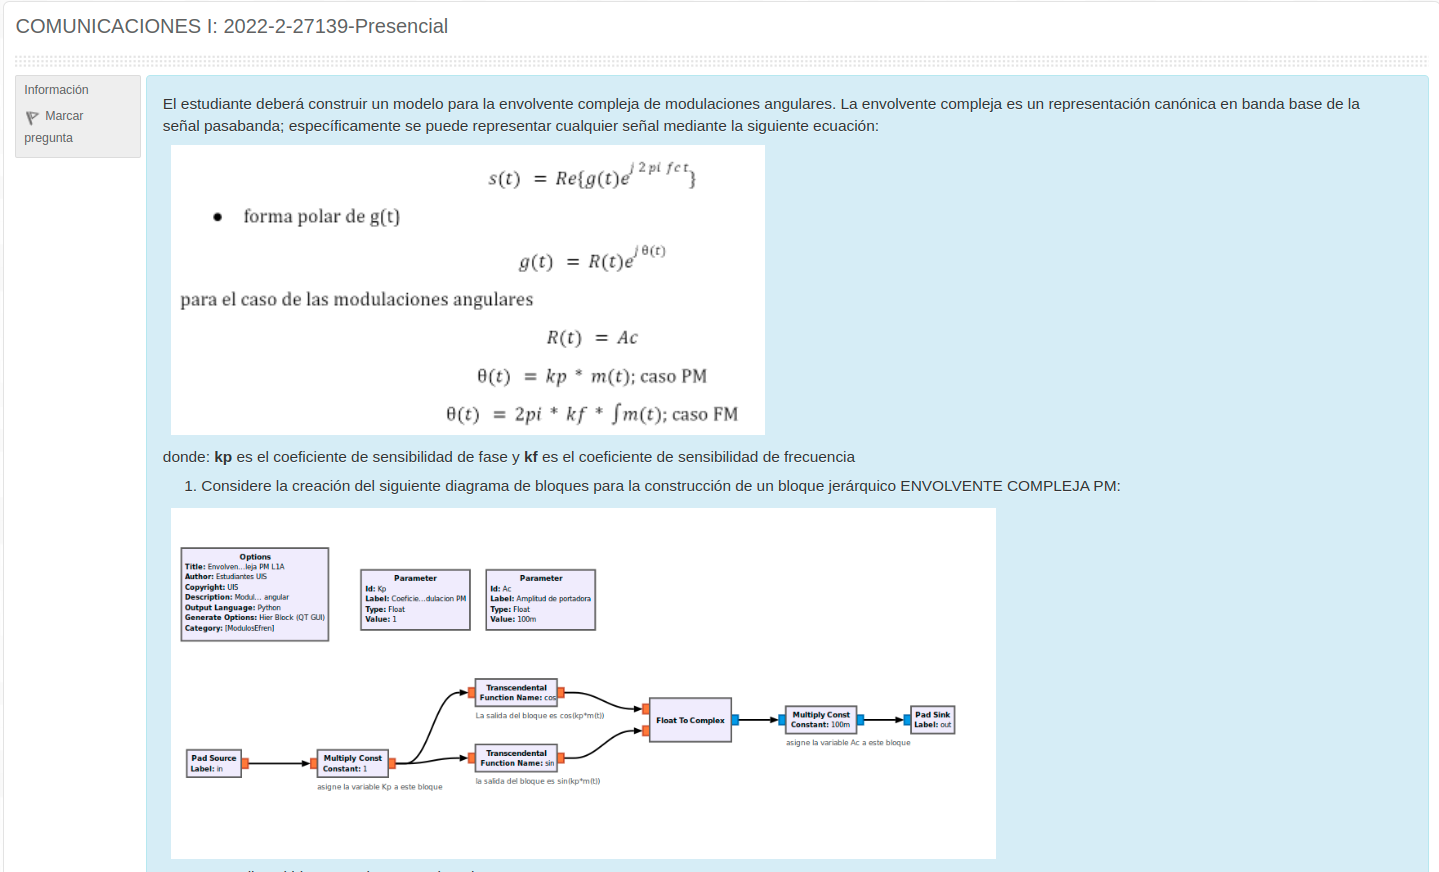 COMUNICACIONES I: 2022-2-27139-Presencial
Información
Marcar
pregunta
El estudiante deberá construir un modelo para la envolvente compleja de modulaciones angulares. La envolvente compleja es un representación canónica en banda base de la
señal pasabanda; específicamente se puede representar cualquier señal mediante la siguiente ecuación:
s(t) = Re{g(t)e^{j 2 pi fct}}
● forma polar de g(t)
g(t) = R(t)e^{j θ(t)}
para el caso de las modulaciones angulares
R(t) = Ac
θ(t) = kp * m(t); caso PM
θ(t) = 2pi * kf * ∫m(t); caso FM
donde: kp es el coeficiente de sensibilidad de fase y kf es el coeficiente de sensibilidad de frecuencia
1. Considere la creación del siguiente diagrama de bloques para la construcción de un bloque jerárquico ENVOLVENTE COMPLEJA PM:
Options
Title: Envolven...leja PM L1A
Author: Estudiantes UIS
Copyright: UIS
Description: Modul... angular
Output Language: Python
Generate Options: Hier Block (QT GUI)
Category: [ModulosEfren]
Parameter
Id: Kp
Label: Coeficie...dulacion PM
Type: Float
Value: 1
Parameter
Id: Ac
Label: Amplitud de portadora
Type: Float
Value: 100m
Transcendental
Function Name: cos
La salida del bloque es cos(kp*m(t))
Transcendental
Function Name: sin
la salida del bloque es sin(kp*m(t))
Float To Complex
Multiply Const
Constant: 100m
asigne la variable Ac a este bloque
Pad Sink
Label: out
Pad Source
Label: in
Multiply Const
Constant: 1
asigne la variable Kp a este bloque